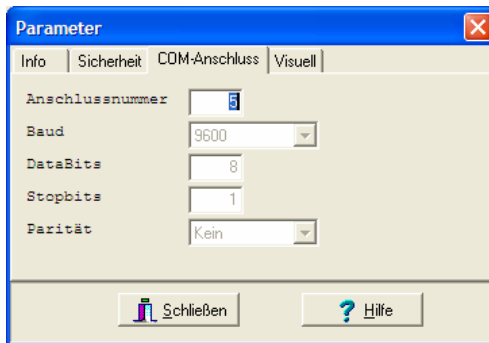 Parameter
Info Sicherheit COM-Anschluss Visuell
Anschlussnummer 5
Baud 9600
DataBits 8
Stopbits 1
Parität Kein
Schließen ? Hilfe